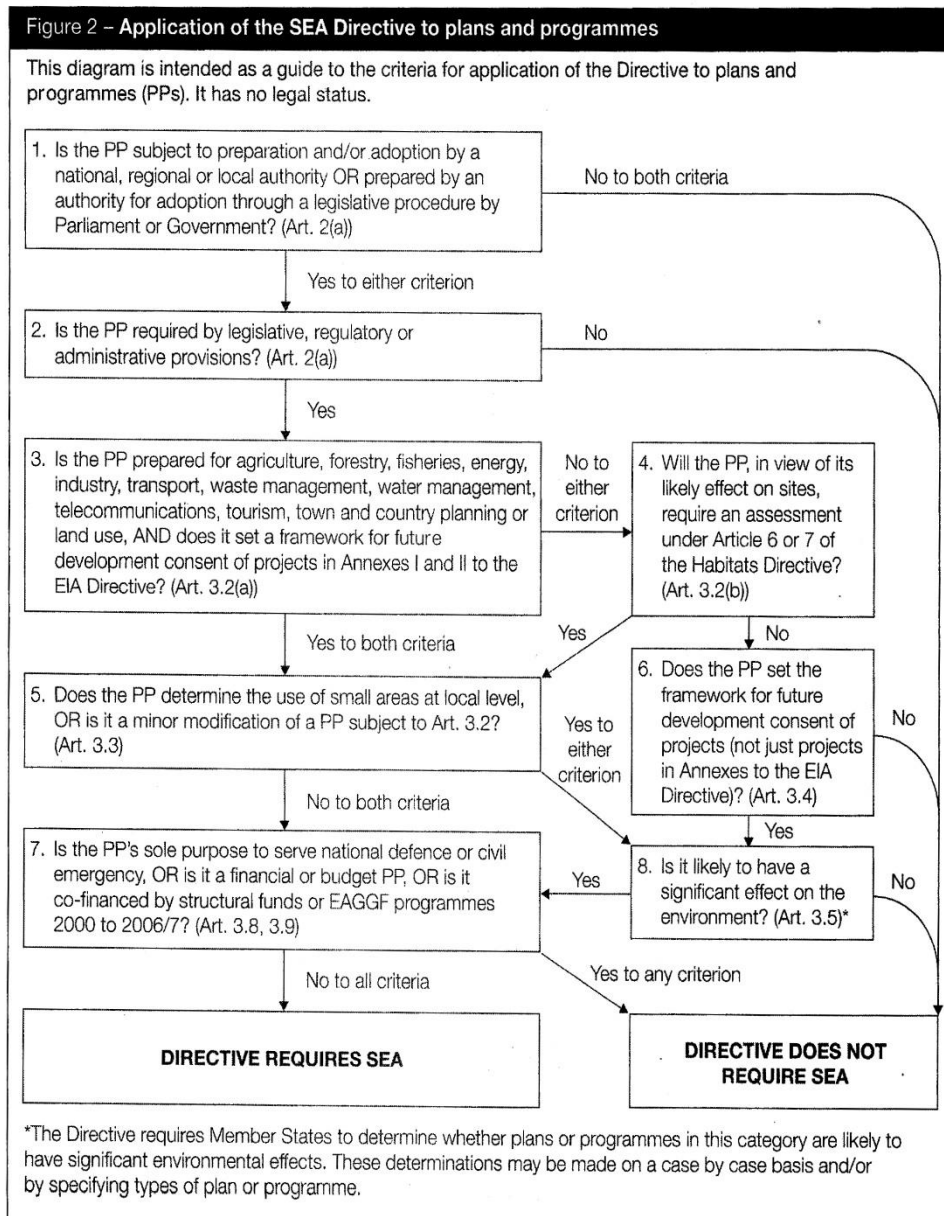 Figure 2 – Application of the SEA Directive to plans and programmes
This diagram is intended as a guide to the criteria for application of the Directive to plans and
programmes (PPs). It has no legal status.
1. Is the PP subject to preparation and/or adoption by a
national, regional or local authority OR prepared by an
authority for adoption through a legislative procedure by
Parliament or Government? (Art. 2(a))
No to both criteria
Yes to either criterion
2. Is the PP required by legislative, regulatory or
administrative provisions? (Art. 2(a))
No
Yes
3. Is the PP prepared for agriculture, forestry, fisheries, energy,
industry, transport, waste management, water management,
telecommunications, tourism, town and country planning or
land use, AND does it set a framework for future
development consent of projects in Annexes I and II to the
EIA Directive? (Art. 3.2(a))
No to
either
criterion
4. Will the PP, in view of its
likely effect on sites,
require an assessment
under Article 6 or 7 of
the Habitats Directive?
(Art. 3.2(b))
Yes to both criteria
Yes
No
5. Does the PP determine the use of small areas at local level,
OR is it a minor modification of a PP subject to Art. 3.2?
(Art. 3.3)
Yes to
either
criterion
6. Does the PP set the
framework for future
development consent of
projects (not just projects
in Annexes to the EIA
Directive)? (Art. 3.4)
No
No to both criteria
Yes
7. Is the PP's sole purpose to serve national defence or civil
emergency, OR is it a financial or budget PP, OR is it
co-financed by structural funds or EAGGF programmes
2000 to 2006/7? (Art. 3.8, 3.9)
Yes
8. Is it likely to have a
significant effect on the
environment? (Art. 3.5)*
No
No to all criteria
Yes to any criterion
DIRECTIVE REQUIRES SEA
DIRECTIVE DOES NOT
REQUIRE SEA
*The Directive requires Member States to determine whether plans or programmes in this category are likely to
have significant environmental effects. These determinations may be made on a case by case basis and/or
by specifying types of plan or programme.